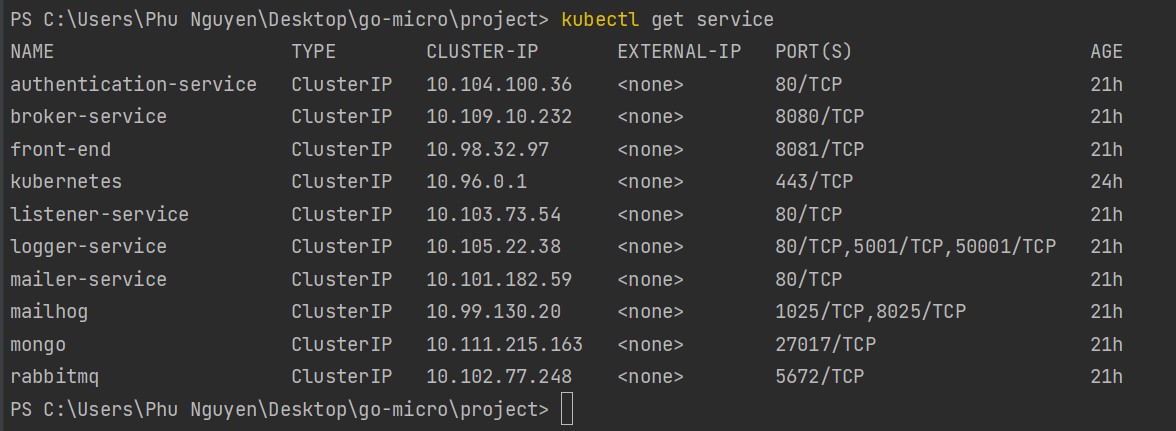 PS C:\Users\Phu Nguyen\Desktop\go-micro\project> kubectl get service
NAME TYPE CLUSTER-IP EXTERNAL-IP PORT(S) AGE
authentication-service ClusterIP 10.104.100.36 <none> 80/TCP 21h
broker-service ClusterIP 10.109.10.232 <none> 8080/TCP 21h
front-end ClusterIP 10.98.32.97 <none> 8081/TCP 21h
kubernetes ClusterIP 10.96.0.1 <none> 443/TCP 24h
listener-service ClusterIP 10.103.73.54 <none> 80/TCP 21h
logger-service ClusterIP 10.105.22.38 <none> 80/TCP,5001/TCP,50001/TCP 21h
mailer-service ClusterIP 10.101.182.59 <none> 80/TCP 21h
mailhog ClusterIP 10.99.130.20 <none> 1025/TCP,8025/TCP 21h
mongo ClusterIP 10.111.215.163 <none> 27017/TCP 21h
rabbitmq ClusterIP 10.102.77.248 <none> 5672/TCP 21h
PS C:\Users\Phu Nguyen\Desktop\go-micro\project>